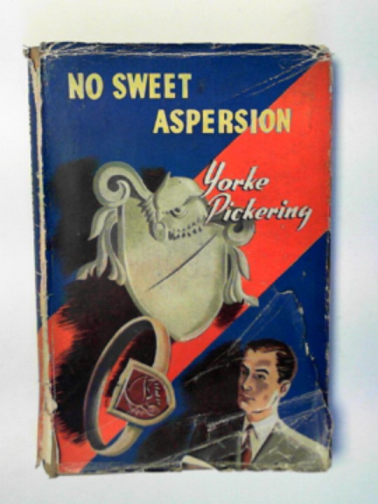 NO SWEET
ASPERSION
Yorke
Pickering